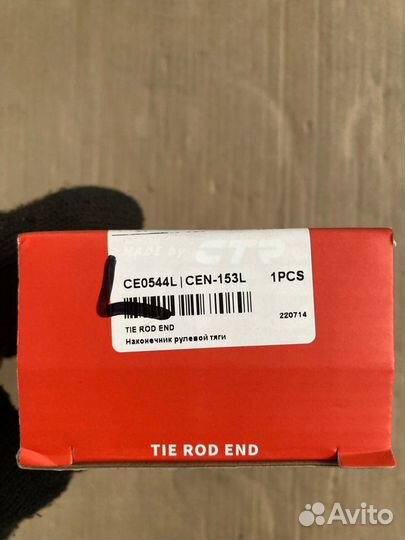 MADE by CTR
CE0544L | CEN-153L 1PCS
L
220714
TIE ROD END
Наконечник рулевой тяги
TIE ROD END
Avito